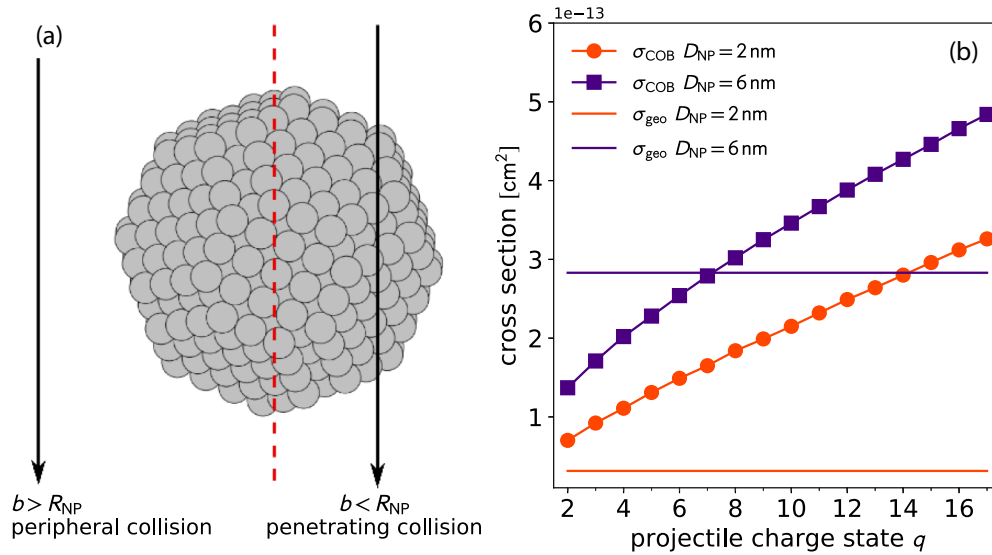 (a)
b > R_NP
peripheral collision
b < R_NP
penetrating collision
1e−13
(b)
σ_COB D_NP = 2 nm
σ_COB D_NP = 6 nm
σ_geo D_NP = 2 nm
σ_geo D_NP = 6 nm
cross section [cm²]
6
5
4
3
2
1
2 4 6 8 10 12 14 16
projectile charge state q